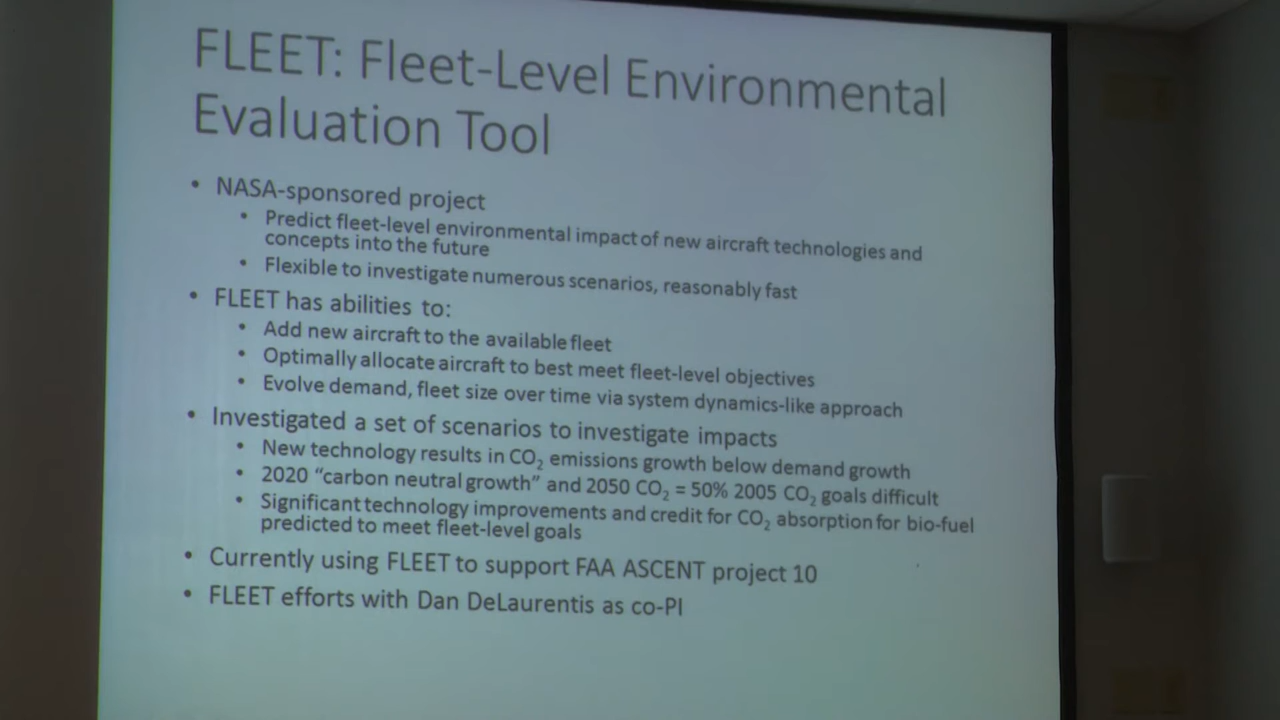 FLEET: Fleet-Level Environmental
Evaluation Tool
• NASA-sponsored project
• Predict fleet-level environmental impact of new aircraft technologies and
concepts into the future
• Flexible to investigate numerous scenarios, reasonably fast
• FLEET has abilities to:
• Add new aircraft to the available fleet
• Optimally allocate aircraft to best meet fleet-level objectives
• Evolve demand, fleet size over time via system dynamics-like approach
• Investigated a set of scenarios to investigate impacts
• New technology results in CO₂ emissions growth below demand growth
• 2020 “carbon neutral growth” and 2050 CO₂ = 50% 2005 CO₂ goals difficult
• Significant technology improvements and credit for CO₂ absorption for bio-fuel
predicted to meet fleet-level goals
• Currently using FLEET to support FAA ASCENT project 10
• FLEET efforts with Dan DeLaurentis as co-PI